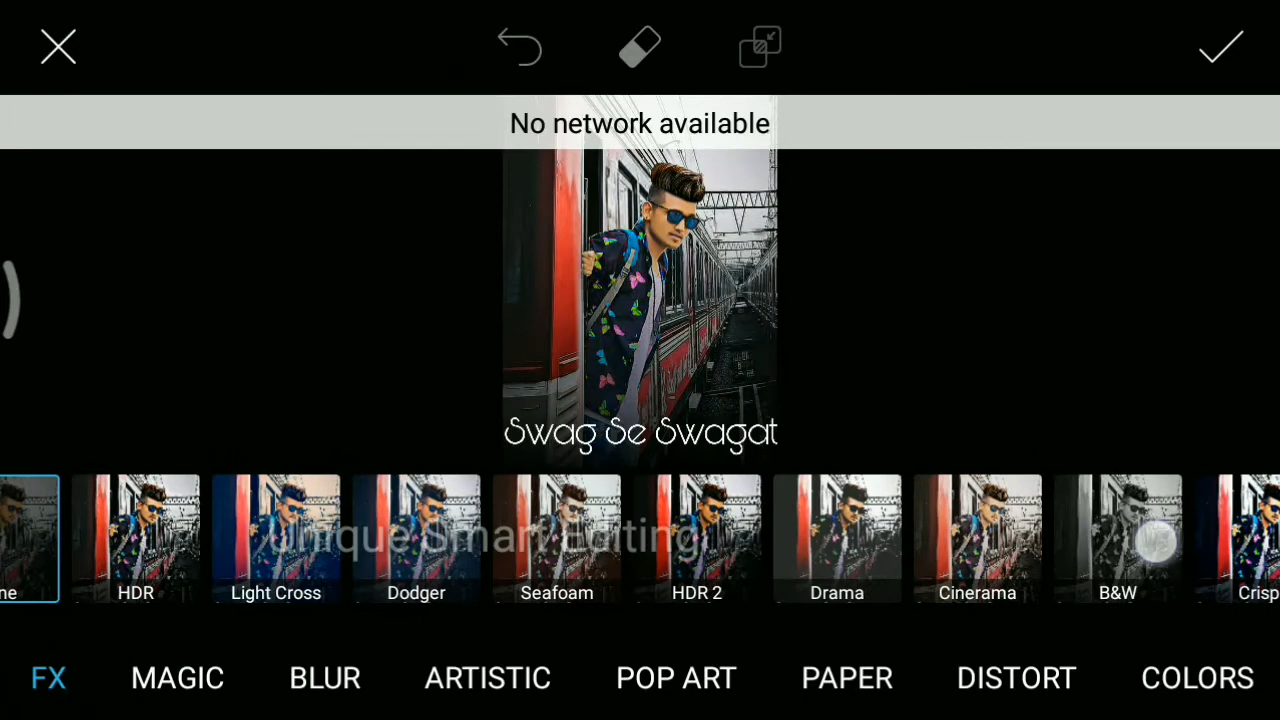 No network available
Swag Se Swagat
Unique Smart Editing
ne
HDR
Light Cross
Dodger
Seafoam
HDR 2
Drama
Cinerama
B&W
Crisp
FX
MAGIC
BLUR
ARTISTIC
POP ART
PAPER
DISTORT
COLORS